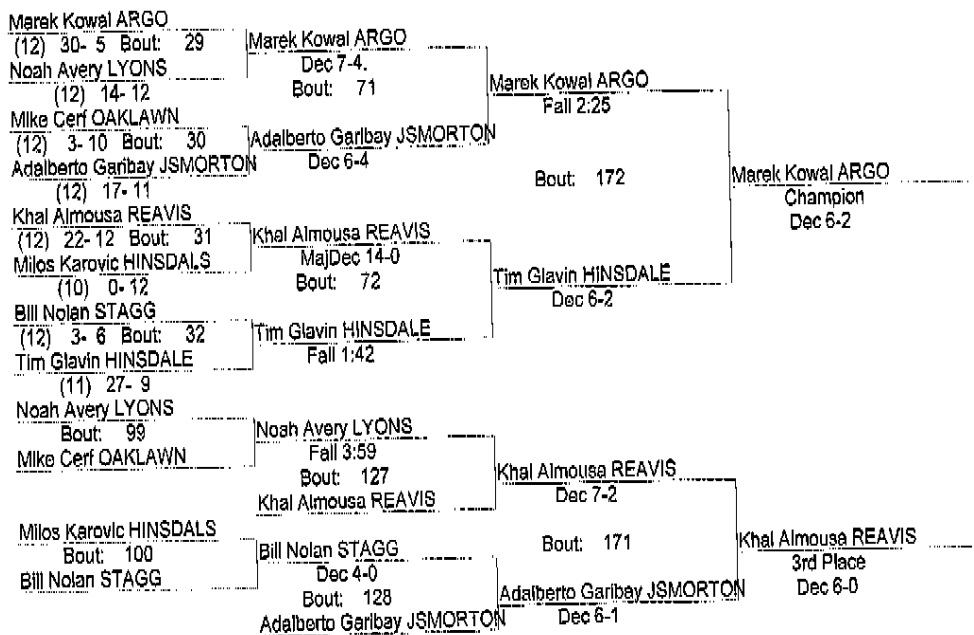 Marek Kowal ARGO
(12) 30- 5 Bout: 29
Noah Avery LYONS
(12) 14- 12
Mike Cerf OAKLAWN
(12) 3- 10 Bout: 30
Adalberto Garibay JSMORTON
(12) 17- 11
Khal Almousa REAVIS
(12) 22- 12 Bout: 31
Milos Karovic HINSDALS
(10) 0- 12
Bill Nolan STAGG
(12) 3- 6 Bout: 32
Tim Glavin HINSDALE
(11) 27- 9
Marek Kowal ARGO
Dec 7-4.
Bout: 71
Adalberto Garibay JSMORTON
Dec 6-4
Khal Almousa REAVIS
MajDec 14-0
Bout: 72
Tim Glavin HINSDALE
Fall 1:42
Marek Kowal ARGO
Fall 2:25
Bout: 172
Tim Glavin HINSDALE
Dec 6-2
Marek Kowal ARGO
Champion
Dec 6-2
Noah Avery LYONS
Bout: 99
Mike Cerf OAKLAWN
Milos Karovic HINSDALS
Bout: 100
Bill Nolan STAGG
Noah Avery LYONS
Fall 3:59
Bout: 127
Khal Almousa REAVIS
Bill Nolan STAGG
Dec 4-0
Bout: 128
Adalberto Garibay JSMORTON
Khal Almousa REAVIS
Dec 7-2
Bout: 171
Adalberto Garibay JSMORTON
Dec 6-1
Khal Almousa REAVIS
3rd Place
Dec 6-0